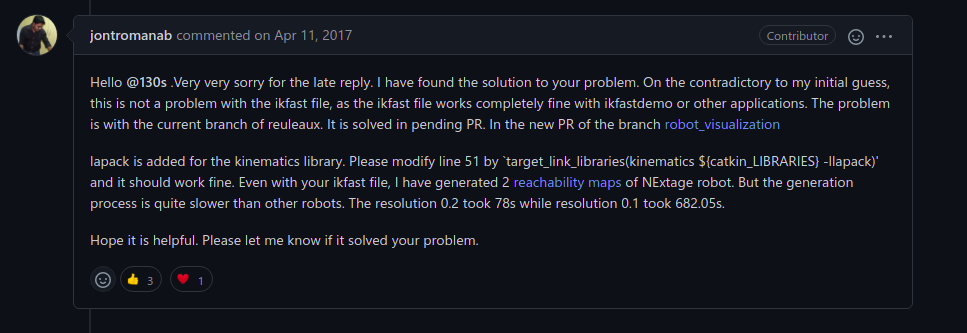 jontromanab commented on Apr 11, 2017
Contributor
Hello @130s .Very very sorry for the late reply. I have found the solution to your problem. On the contradictory to my initial guess,
this is not a problem with the ikfast file, as the ikfast file works completely fine with ikfastdemo or other applications. The problem
is with the current branch of reuleaux. It is solved in pending PR. In the new PR of the branch robot_visualization
lapack is added for the kinematics library. Please modify line 51 by `target_link_libraries(kinematics ${catkin_LIBRARIES} -llapack)'
and it should work fine. Even with your ikfast file, I have generated 2 reachability maps of NExtage robot. But the generation
process is quite slower than other robots. The resolution 0.2 took 78s while resolution 0.1 took 682.05s.
Hope it is helpful. Please let me know if it solved your problem.
3
1